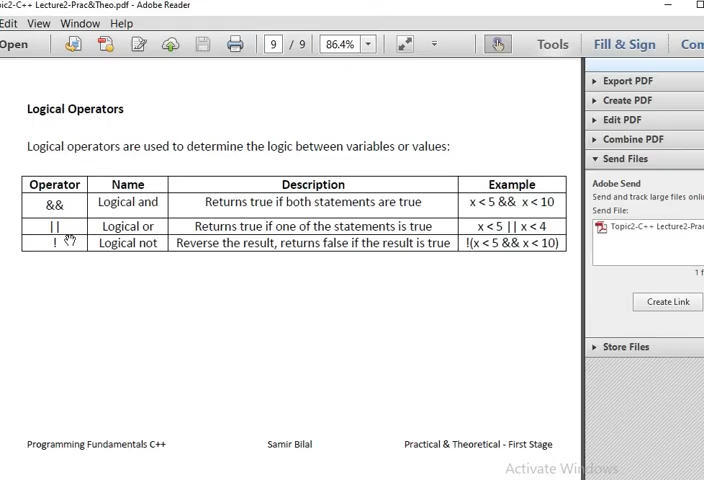 pic2-C++ Lecture2-Prac&Theo.pdf - Adobe Reader
Edit View Window Help
Open 9 / 9 86.4% Tools Fill & Sign
Logical Operators
Logical operators are used to determine the logic between variables or values:
Operator Name Description Example
&& Logical and Returns true if both statements are true x < 5 && x < 10
|| Logical or Returns true if one of the statements is true x < 5 || x < 4
! Logical not Reverse the result, returns false if the result is true !(x < 5 && x < 10)
Programming Fundamentals C++ Samir Bilal Practical & Theoretical - First Stage
Export PDF
Create PDF
Edit PDF
Combine PDF
Send Files
Adobe Send
Send and track large files onli
Send File:
Topic2-C++ Lecture2-Pra
1 f
Create Link
Store Files
Activate Windows